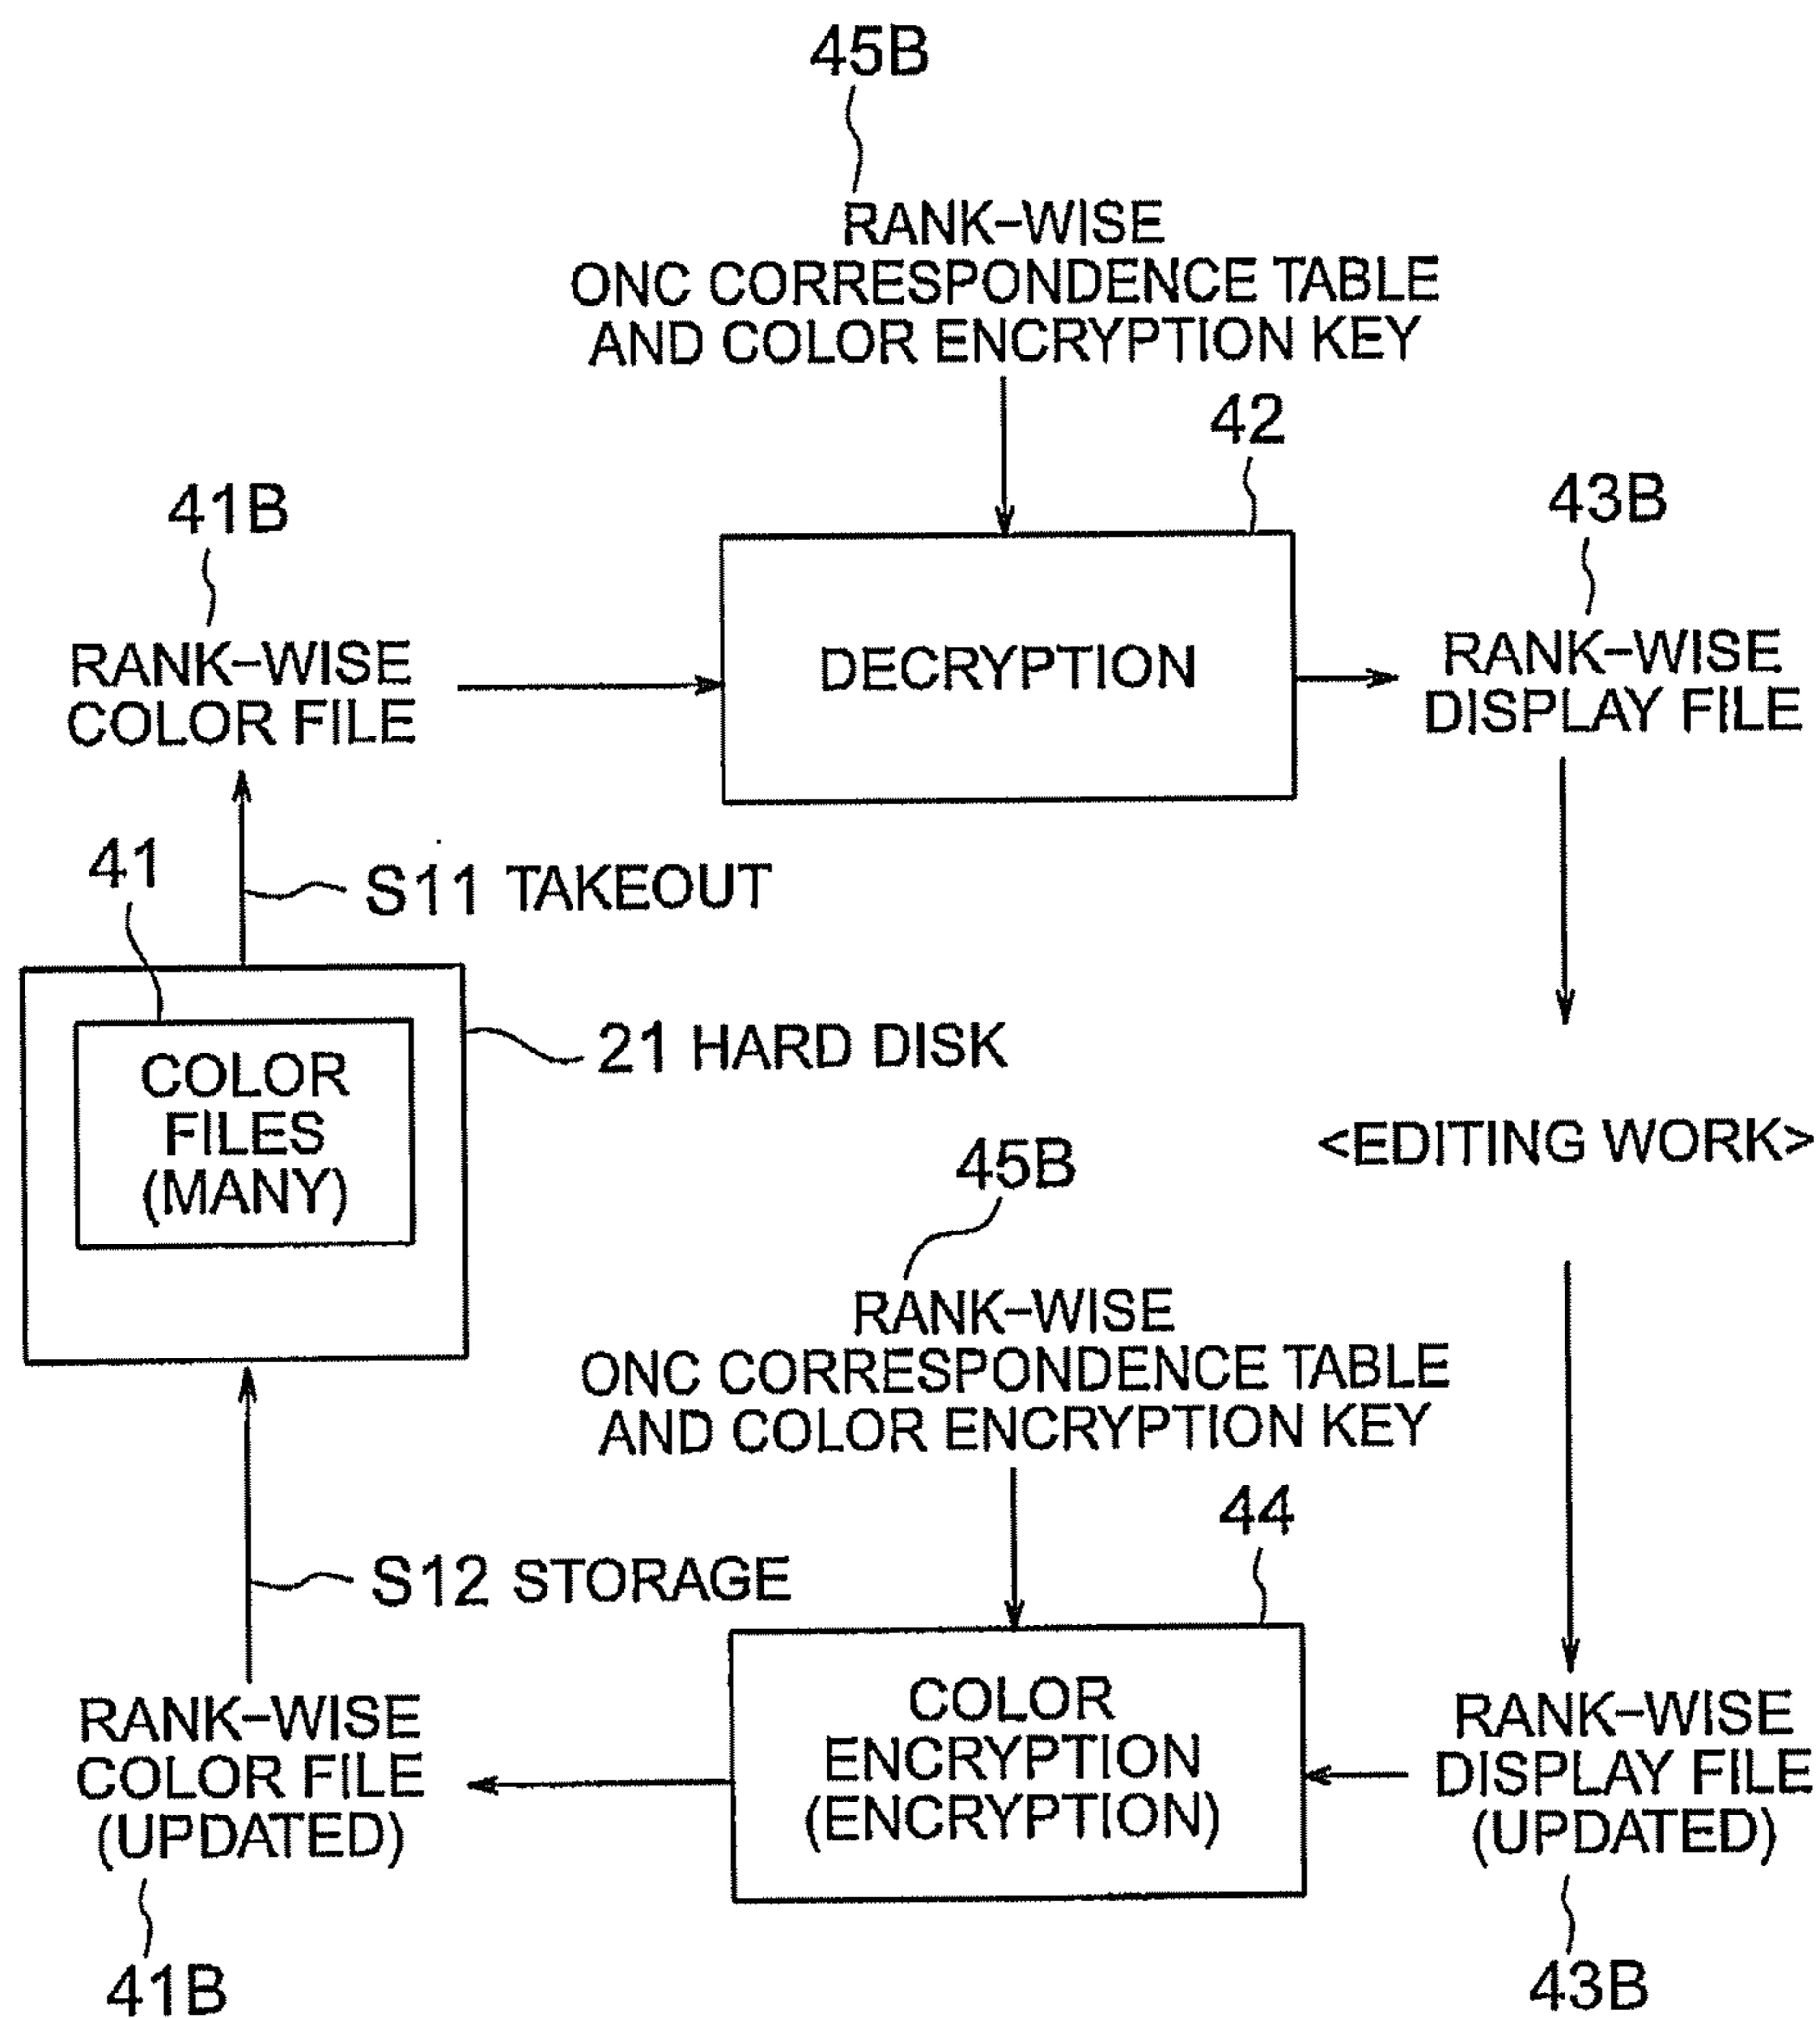 45B
RANK-WISE
ONC CORRESPONDENCE TABLE
AND COLOR ENCRYPTION KEY
42
41B
43B
RANK-WISE
COLOR FILE
DECRYPTION
RANK-WISE
DISPLAY FILE
41
S11 TAKEOUT
21 HARD DISK
COLOR
FILES
(MANY)
<EDITING WORK>
45B
RANK-WISE
ONC CORRESPONDENCE TABLE
AND COLOR ENCRYPTION KEY
44
S12 STORAGE
RANK-WISE
COLOR FILE
(UPDATED)
COLOR
ENCRYPTION
(ENCRYPTION)
RANK-WISE
DISPLAY FILE
(UPDATED)
41B
43B